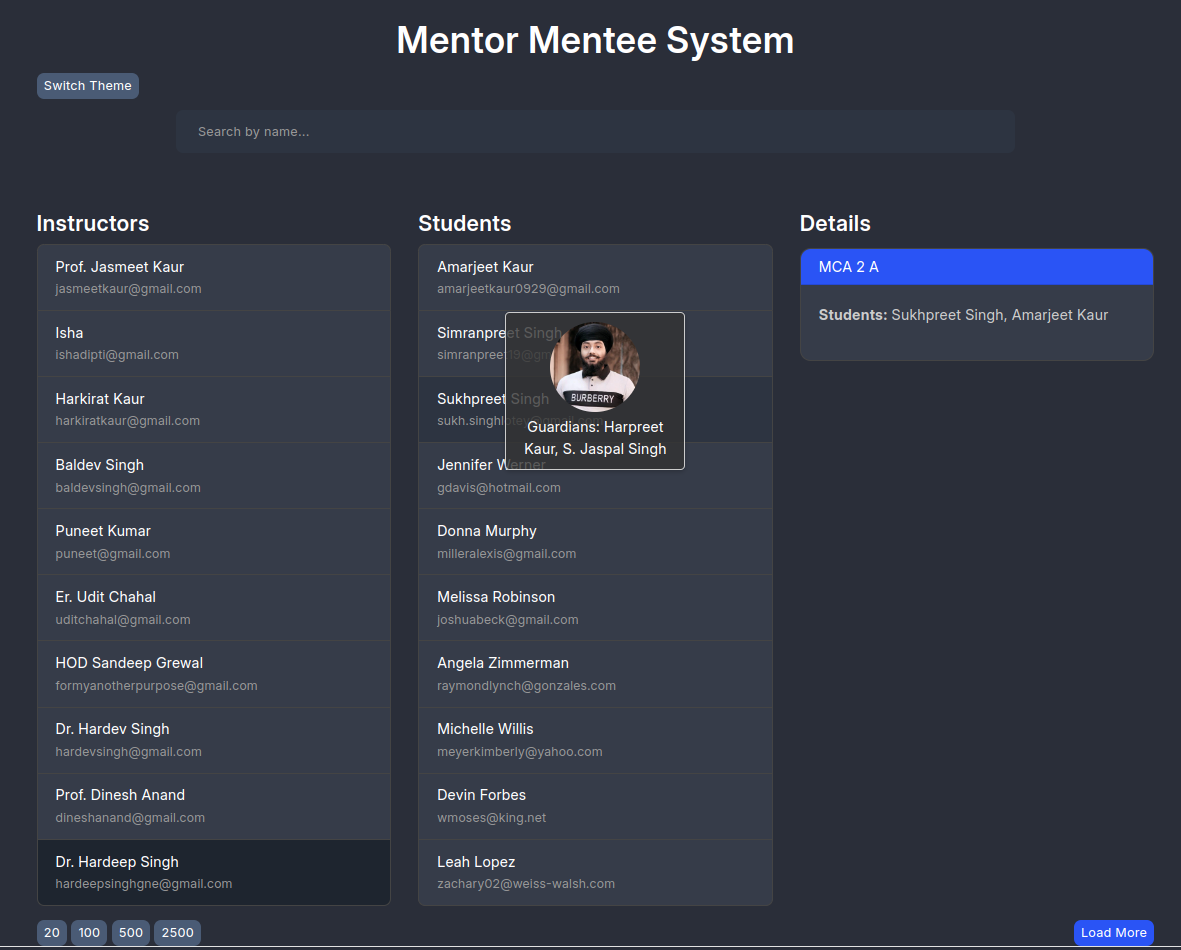 Mentor Mentee System
Switch Theme
Search by name...
Instructors
Prof. Jasmeet Kaur
jasmeetkaur@gmail.com
Isha
ishadipti@gmail.com
Harkirat Kaur
harkiratkaur@gmail.com
Baldev Singh
baldevsingh@gmail.com
Puneet Kumar
puneet@gmail.com
Er. Udit Chahal
uditchahal@gmail.com
HOD Sandeep Grewal
formyanotherpurpose@gmail.com
Dr. Hardev Singh
hardevsingh@gmail.com
Prof. Dinesh Anand
dineshanand@gmail.com
Dr. Hardeep Singh
hardeepsinghgne@gmail.com
Students
Amarjeet Kaur
amarjeetkaur0929@gmail.com
Simranpreet Singh
Sukhpreet Singh
BURBERRY
Guardians: Harpreet
Kaur, S. Jaspal Singh
Jennifer Werner
gdavis@hotmail.com
Donna Murphy
milleralexis@gmail.com
Melissa Robinson
joshuabeck@gmail.com
Angela Zimmerman
raymondlynch@gonzales.com
Michelle Willis
meyerkimberly@yahoo.com
Devin Forbes
wmoses@king.net
Leah Lopez
zachary02@weiss-walsh.com
Details
MCA 2 A
Students: Sukhpreet Singh, Amarjeet Kaur
20 100 500 2500
Load More